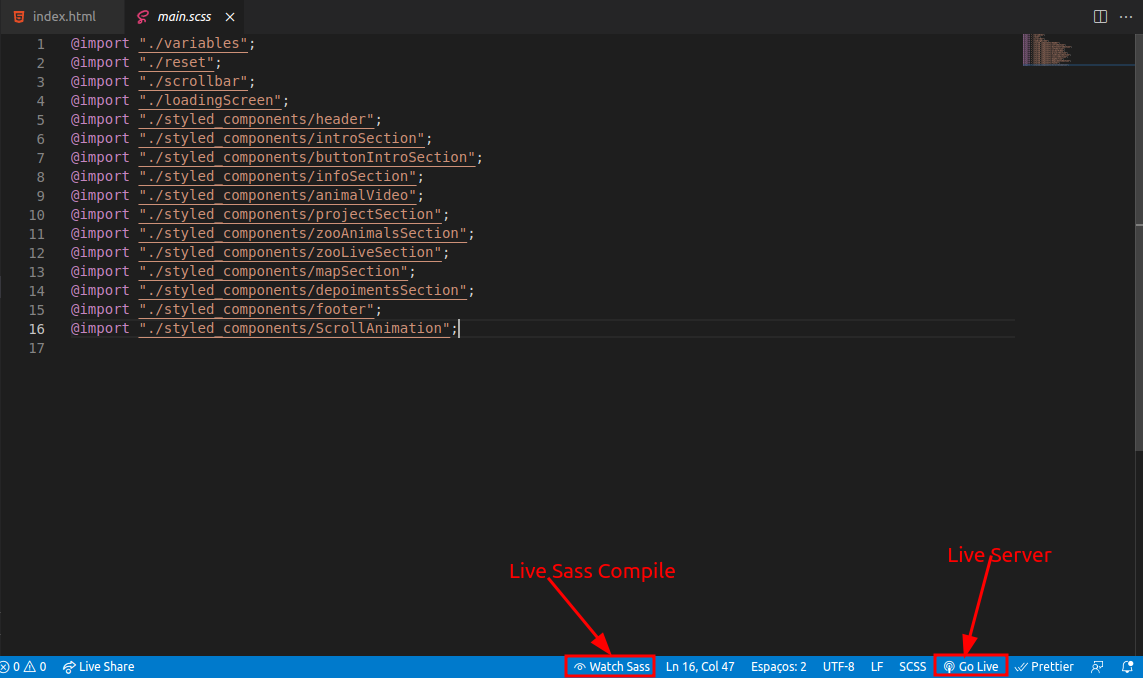 index.html
main.scss
1 @import "./variables";
2 @import "./reset";
3 @import "./scrollbar";
4 @import "./loadingScreen";
5 @import "./styled_components/header";
6 @import "./styled_components/introSection";
7 @import "./styled_components/buttonIntroSection";
8 @import "./styled_components/infoSection";
9 @import "./styled_components/animalVideo";
10 @import "./styled_components/projectSection";
11 @import "./styled_components/zooAnimalsSection";
12 @import "./styled_components/zooLiveSection";
13 @import "./styled_components/mapSection";
14 @import "./styled_components/depoimentsSection";
15 @import "./styled_components/footer";
16 @import "./styled_components/ScrollAnimation";
17
Live Server
Live Sass Compile
0 0 Live Share Watch Sass Ln 16, Col 47 Espaços: 2 UTF-8 LF SCSS Go Live Prettier